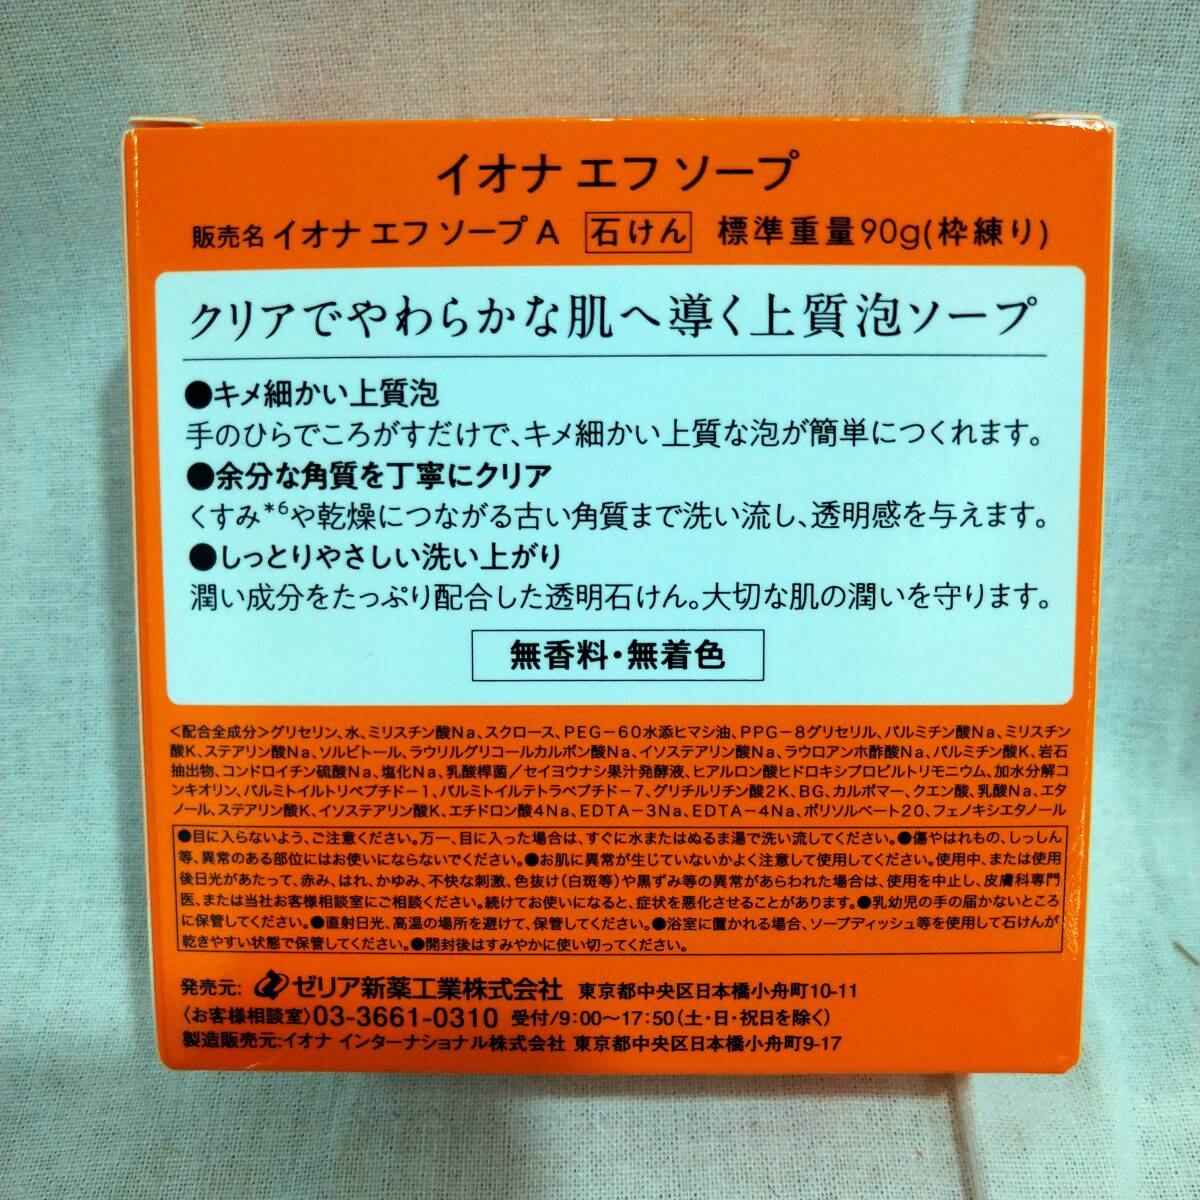 イオナ エフ ソープ
販売名 イオナ エフ ソープ A 石けん 標準重量90g(枠練り)
クリアでやわらかな肌へ導く上質泡ソープ
●キメ細かい上質泡
手のひらでころがすだけで、キメ細かい上質な泡が簡単につくれます。
●余分な角質を丁寧にクリア
くすみ*6や乾燥につながる古い角質まで洗い流し、透明感を与えます。
●しっとりやさしい洗い上がり
潤い成分をたっぷり配合した透明石けん。大切な肌の潤いを守ります。
無香料・無着色
<配合全成分>グリセリン、水、ミリスチン酸Na、スクロース、PEG-60水添ヒマシ油、PPG-8グリセリル、パルミチン酸Na、ミリスチン
酸K、ステアリン酸Na、ソルビトール、ラウリルグリコールカルボン酸Na、イソステアリン酸Na、ラウロアンホ酢酸Na、パルミチン酸K、岩石
抽出物、コンドロイチン硫酸Na、塩化Na、乳酸桿菌/セイヨウナシ果汁発酵液、ヒアルロン酸ヒドロキシプロピルトリモニウム、加水分解コ
ンキオリン、パルミトイルトリペプチド-1、パルミトイルテトラペプチド-7、グリチルリチン酸2K、BG、カルボマー、クエン酸、乳酸Na、エタ
ノール、ステアリン酸K、イソステアリン酸K、エチドロン酸4Na、EDTA-3Na、EDTA-4Na、ポリソルベート20、フェノキシエタノール
●目に入らないよう、ご注意ください。万一、目に入った場合は、すぐに水またはぬるま湯で洗い流してください。●傷やはれもの、しっしん
等、異常のある部位にはお使いにならないでください。●お肌に異常が生じていないかよく注意して使用してください。使用中、または使用
後日光があたって、赤み、はれ、かゆみ、不快な刺激、色抜け(白斑等)や黒ずみ等の異常があらわれた場合は、使用を中止し、皮膚科専門
医、または当社お客様相談室にご相談ください。続けてお使いになると、症状を悪化させることがあります。●乳幼児の手の届かないところ
に保管してください。●直射日光、高温の場所を避けて、保管してください。●浴室に置かれる場合、ソープディッシュ等を使用して石けんが
乾きやすい状態で保管してください。●開封後はすみやかに使い切ってください。
発売元: ゼリア新薬工業株式会社 東京都中央区日本橋小舟町10-11
〈お客様相談室〉03-3661-0310 受付/9:00〜17:50(土・日・祝日を除く)
製造販売元:イオナ インターナショナル株式会社 東京都中央区日本橋小舟町9-17